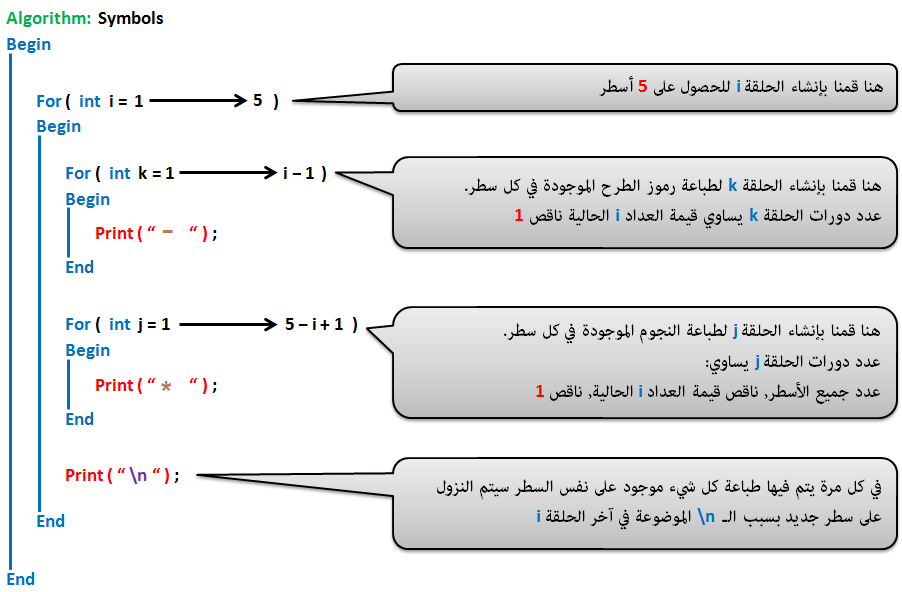 Algorithm: Symbols
Begin
For ( int i = 1 5 )
هنا قمنا بإنشاء الحلقة i للحصول على 5 أسطر
Begin
For ( int k = 1 i – 1 )
هنا قمنا بإنشاء الحلقة k لطباعة رموز الطرح الموجودة في كل سطر.
عدد دورات الحلقة k يساوي قيمة العداد i الحالية ناقص 1
Begin
Print ( “ – “ ) ;
End
For ( int j = 1 5 – i + 1 )
هنا قمنا بإنشاء الحلقة j لطباعة النجوم الموجودة في كل سطر.
عدد دورات الحلقة j يساوي:
عدد جميع الأسطر, ناقص قيمة العداد i الحالية, ناقص 1
Begin
Print ( “ * “ ) ;
End
Print ( “ \n “ ) ;
في كل مرة يتم فيها طباعة كل شيء موجود على نفس السطر سيتم النزول
على سطر جديد بسبب الـ \n الموضوعة في آخر الحلقة i
End
End